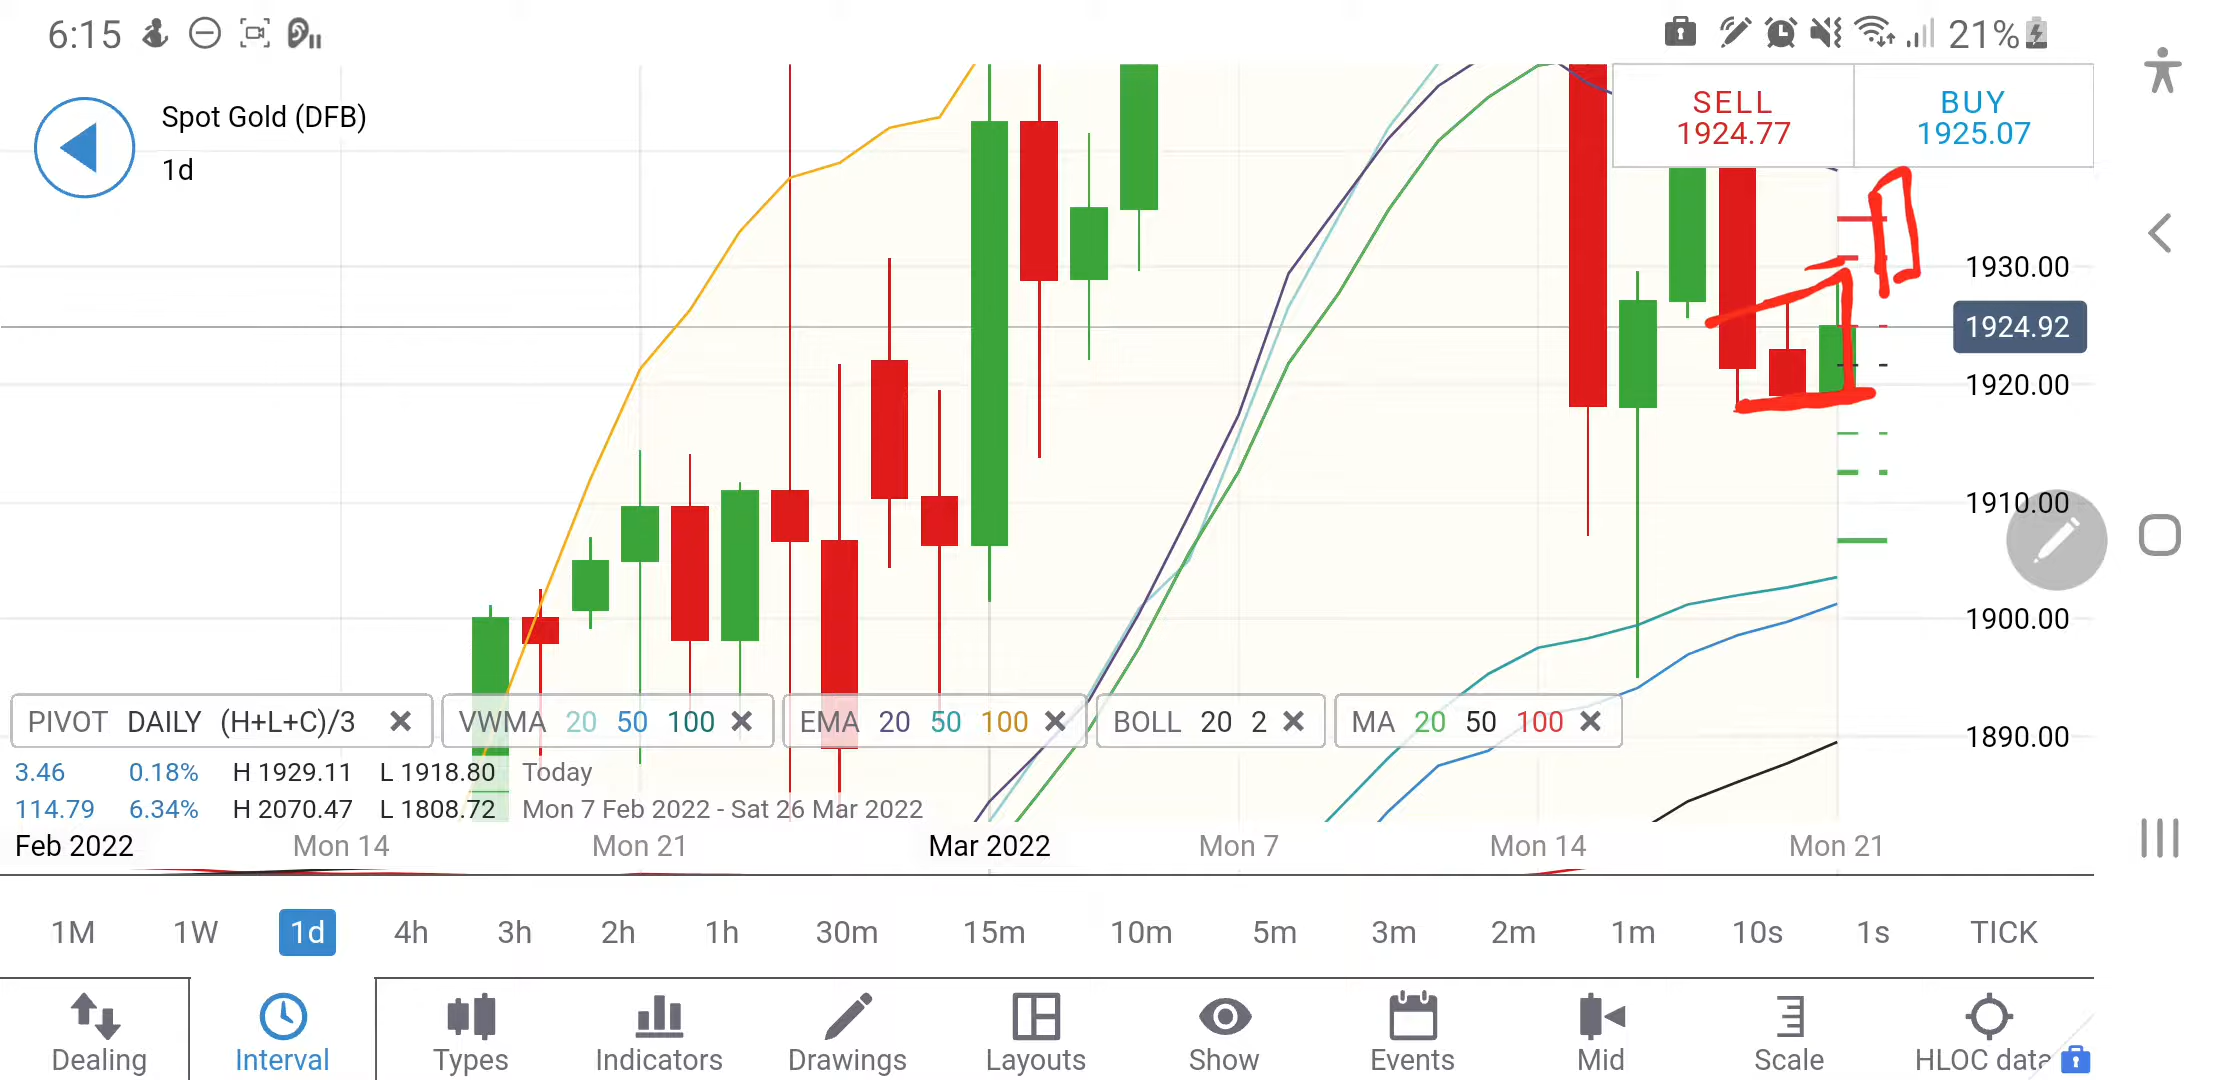 6:15
21%
Spot Gold (DFB)
1d
SELL
1924.77
BUY
1925.07
1930.00
1924.92
1920.00
1910.00
1900.00
1890.00
PIVOT DAILY (H+L+C)/3
VWMA 20 50 100
EMA 20 50 100
BOLL 20 2
MA 20 50 100
3.46 0.18% H 1929.11 L 1918.80 Today
114.79 6.34% H 2070.47 L 1808.72 Mon 7 Feb 2022 - Sat 26 Mar 2022
Feb 2022 Mon 14 Mon 21 Mar 2022 Mon 7 Mon 14 Mon 21
1M 1W 1d 4h 3h 2h 1h 30m 15m 10m 5m 3m 2m 1m 10s 1s TICK
Dealing Interval Types Indicators Drawings Layouts Show Events Mid Scale HLOC data